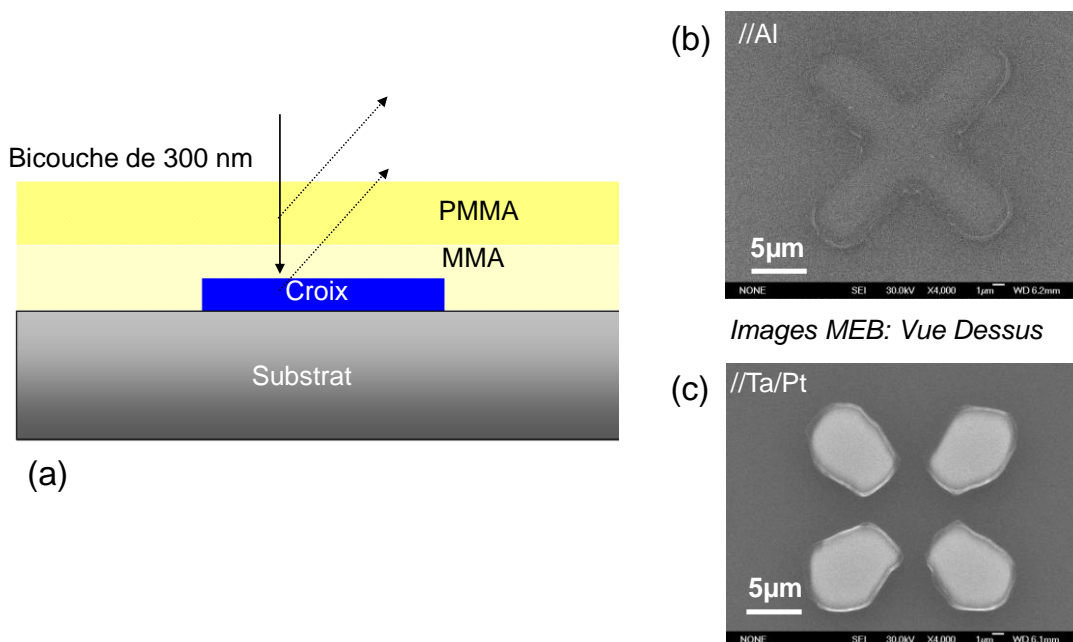 Bicouche de 300 nm
PMMA
MMA
Croix
Substrat
(a)
(b)
//Al
5µm
NONE SEI 30.0kV X4,000 1µm WD 6.2mm
Images MEB: Vue Dessus
(c)
//Ta/Pt
5µm
NONE SEI 30.0kV X4,000 1µm WD 6.1mm